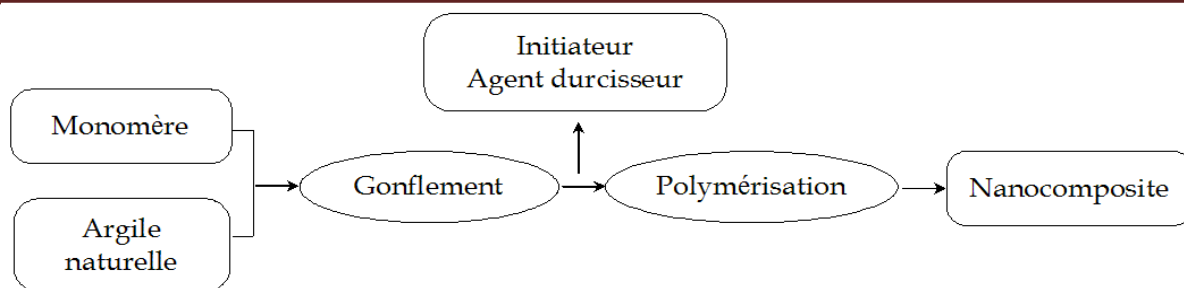 Initiateur
Agent durcisseur
Monomère
Gonflement
Polymérisation
Nanocomposite
Argile
naturelle